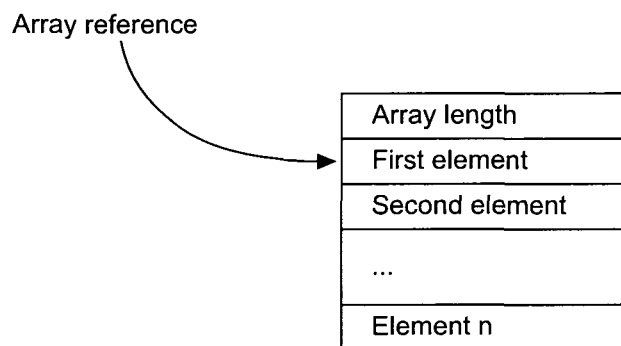 Array reference
Array length
First element
Second element
...
Element n